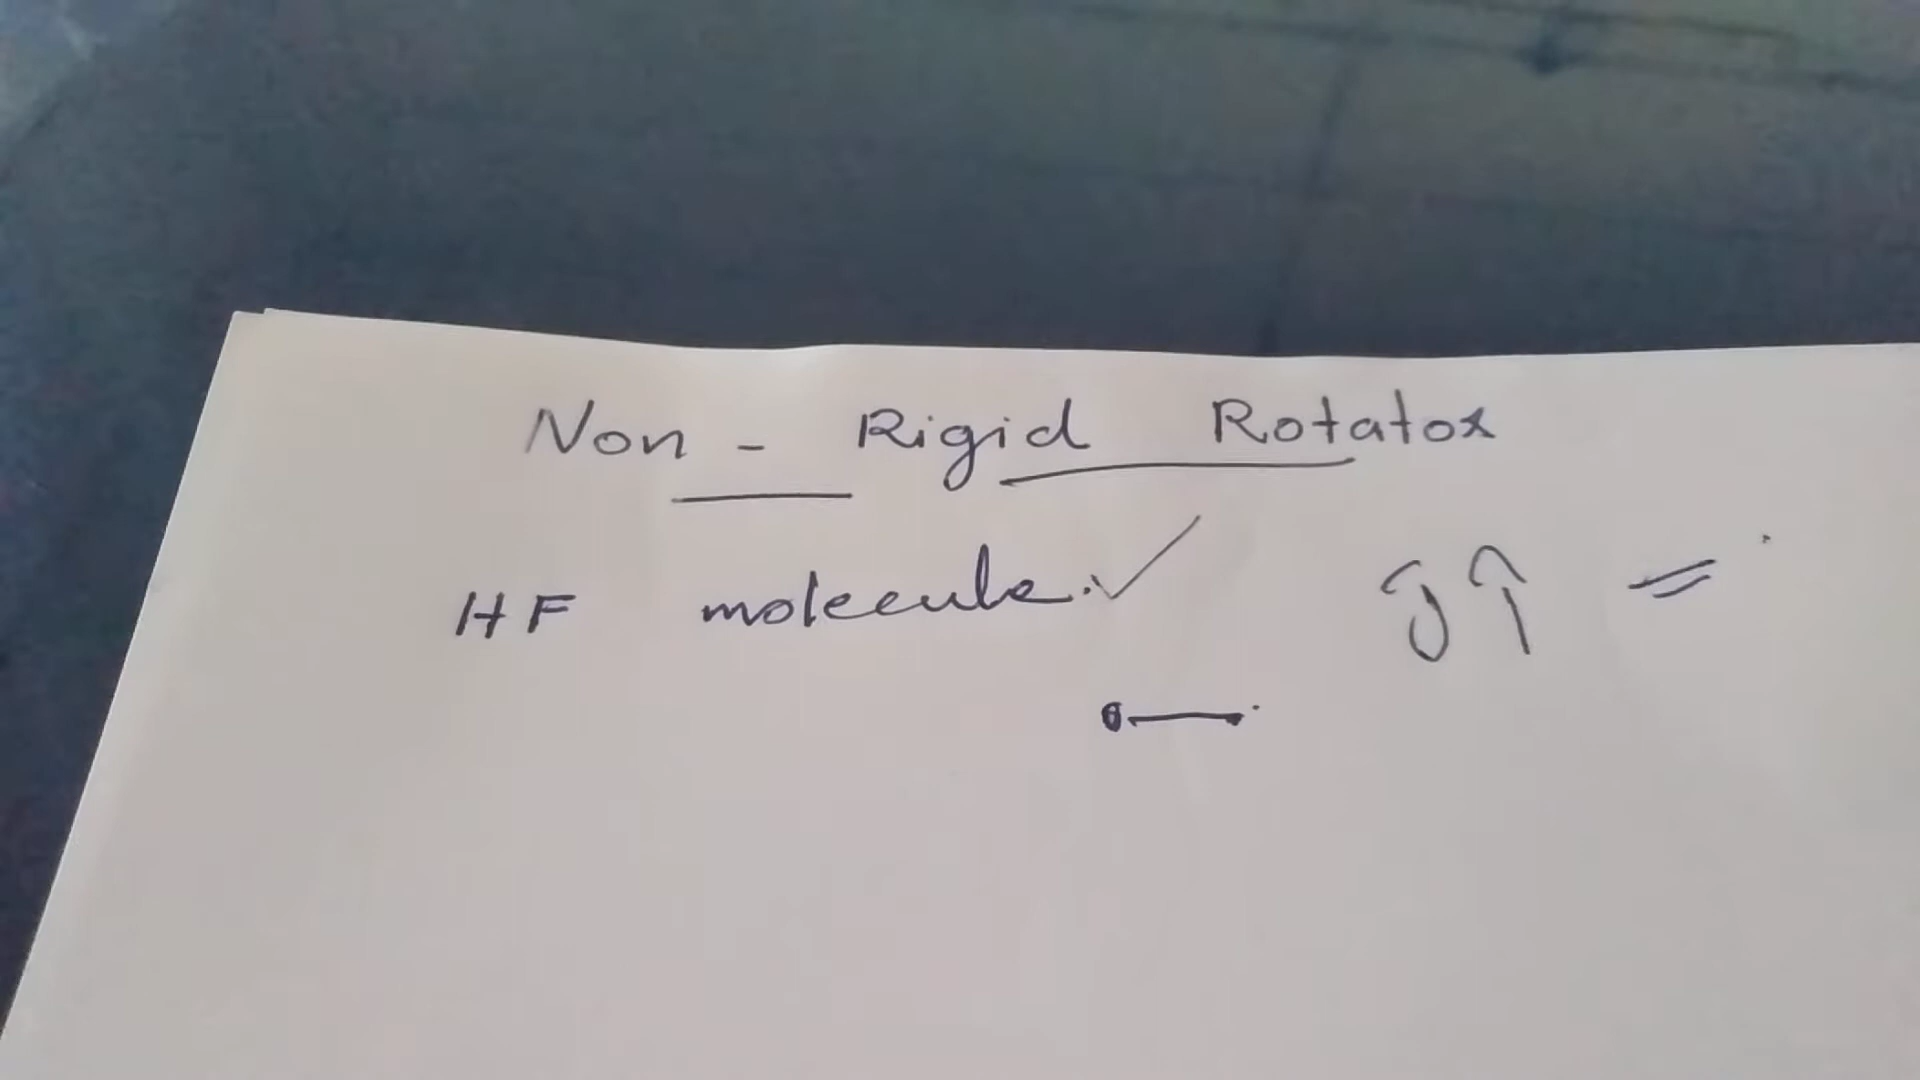 Non - Rigid Rotator
HF molecule. ✓ J↑ =